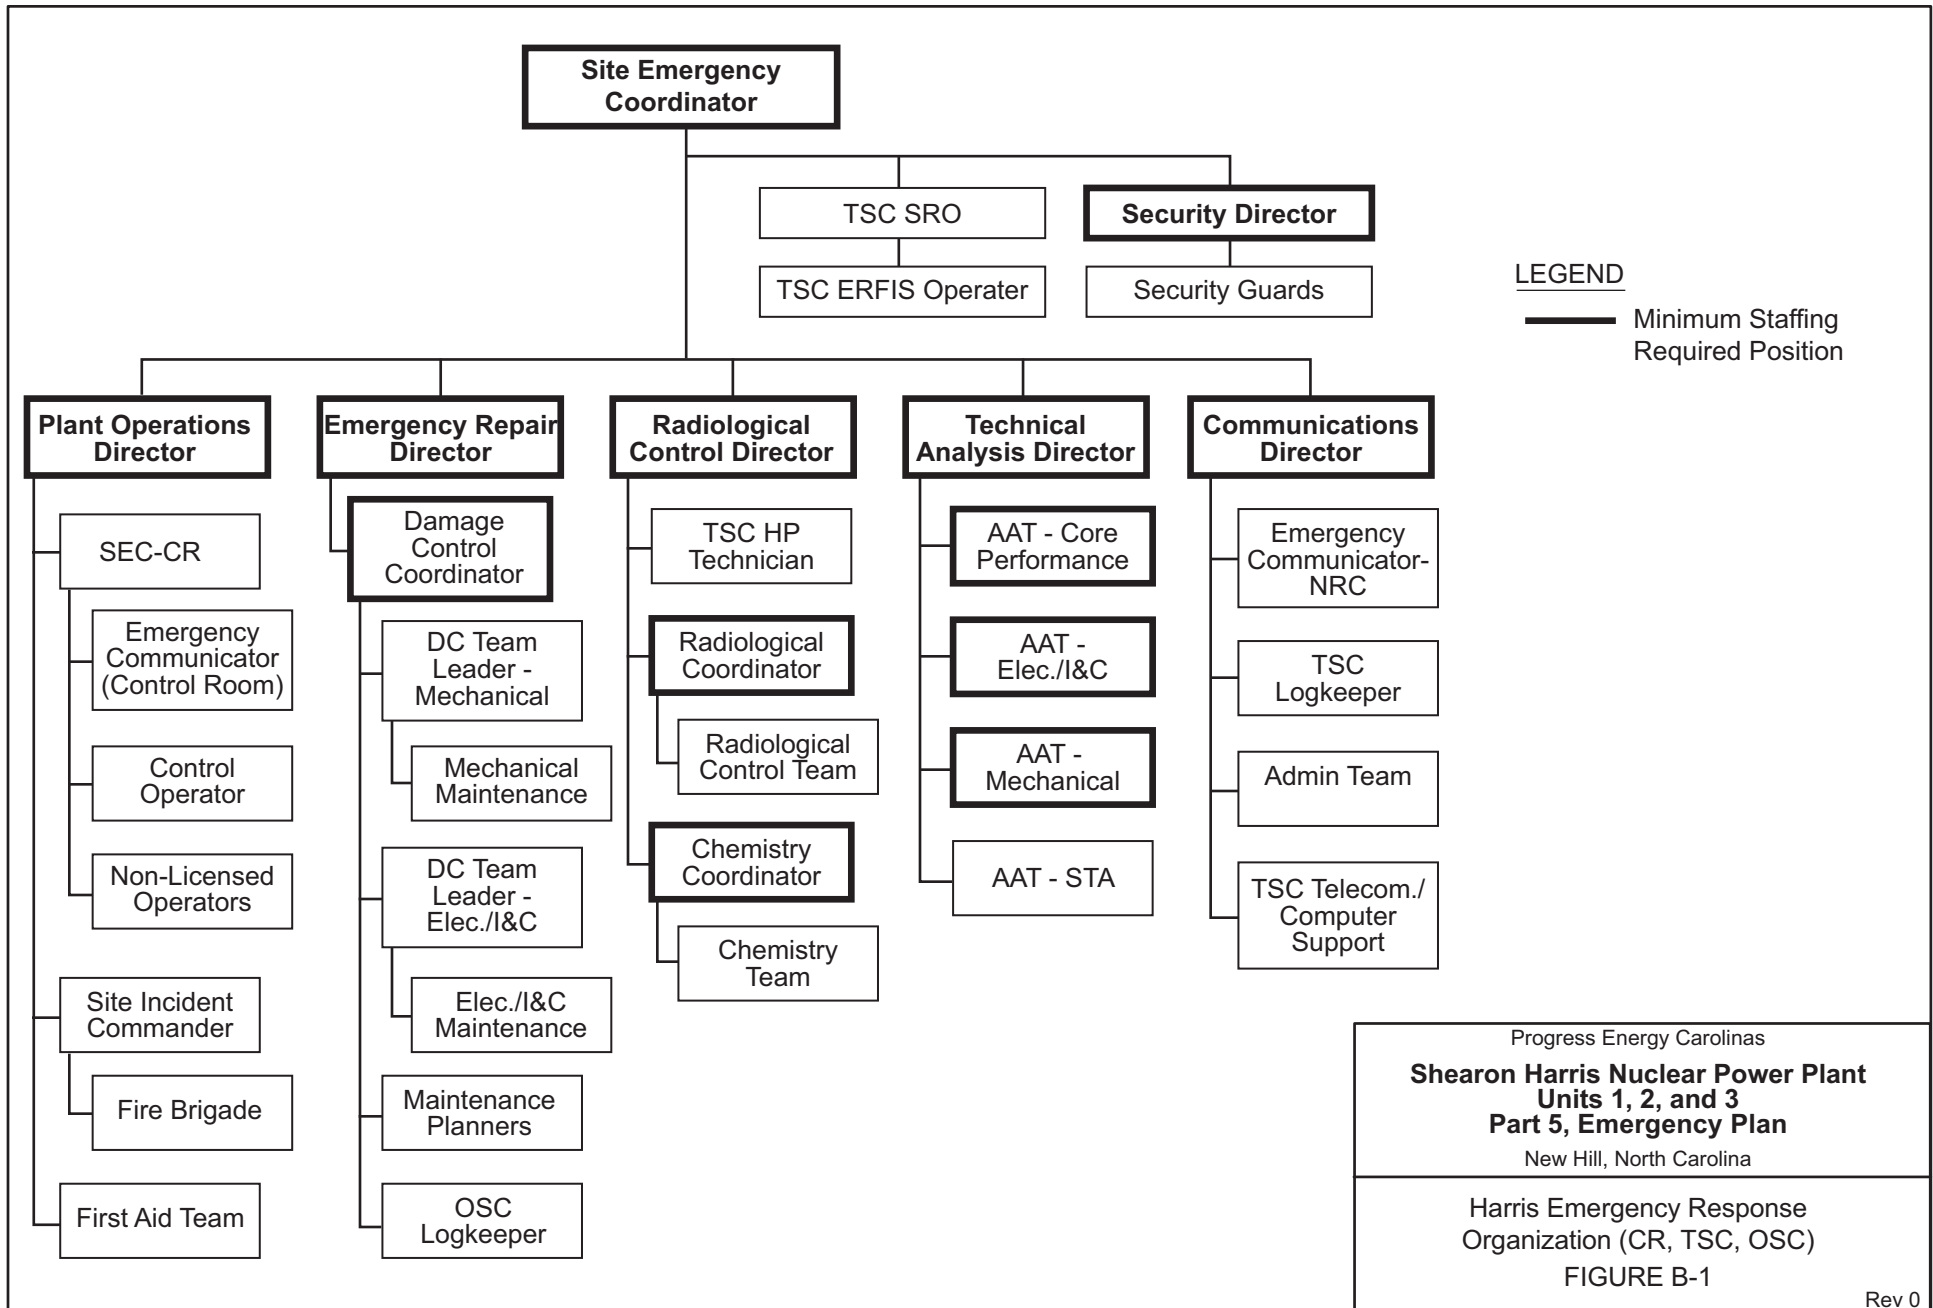 Site Emergency
Coordinator
TSC SRO
Security Director
TSC ERFIS Operater
Security Guards
LEGEND
Minimum Staffing
Required Position
Plant Operations
Director
Emergency Repair
Director
Radiological
Control Director
Technical
Analysis Director
Communications
Director
SEC-CR
Emergency
Communicator
(Control Room)
Control
Operator
Non-Licensed
Operators
Site Incident
Commander
Fire Brigade
First Aid Team
Damage
Control
Coordinator
DC Team
Leader -
Mechanical
Mechanical
Maintenance
DC Team
Leader -
Elec./I&C
Elec./I&C
Maintenance
Maintenance
Planners
OSC
Logkeeper
TSC HP
Technician
Radiological
Coordinator
Radiological
Control Team
Chemistry
Coordinator
Chemistry
Team
AAT - Core
Performance
AAT -
Elec./I&C
AAT -
Mechanical
AAT - STA
Emergency
Communicator-
NRC
TSC
Logkeeper
Admin Team
TSC Telecom./
Computer
Support
Progress Energy Carolinas
Shearon Harris Nuclear Power Plant
Units 1, 2, and 3
Part 5, Emergency Plan
New Hill, North Carolina
Harris Emergency Response
Organization (CR, TSC, OSC)
FIGURE B-1
Rev 0